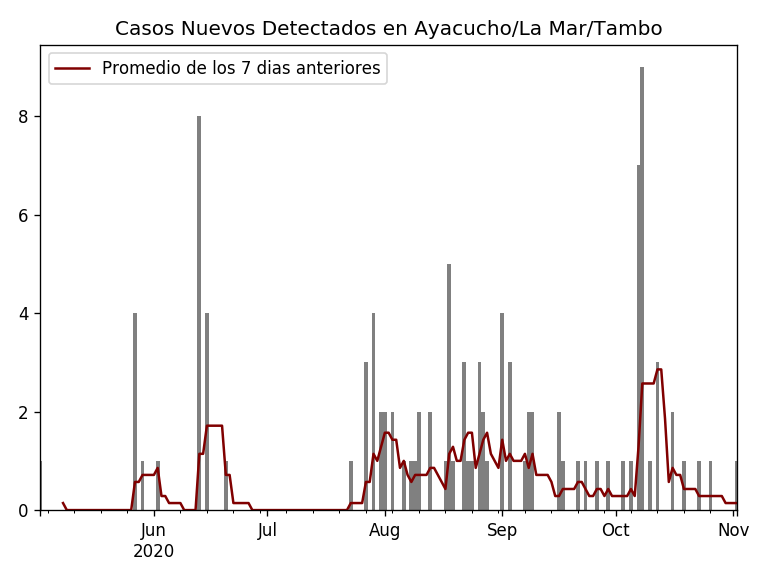 Casos Nuevos Detectados en Ayacucho/La Mar/Tambo
Promedio de los 7 dias anteriores
8
6
4
2
0
Jun Jul Aug Sep Oct Nov
2020